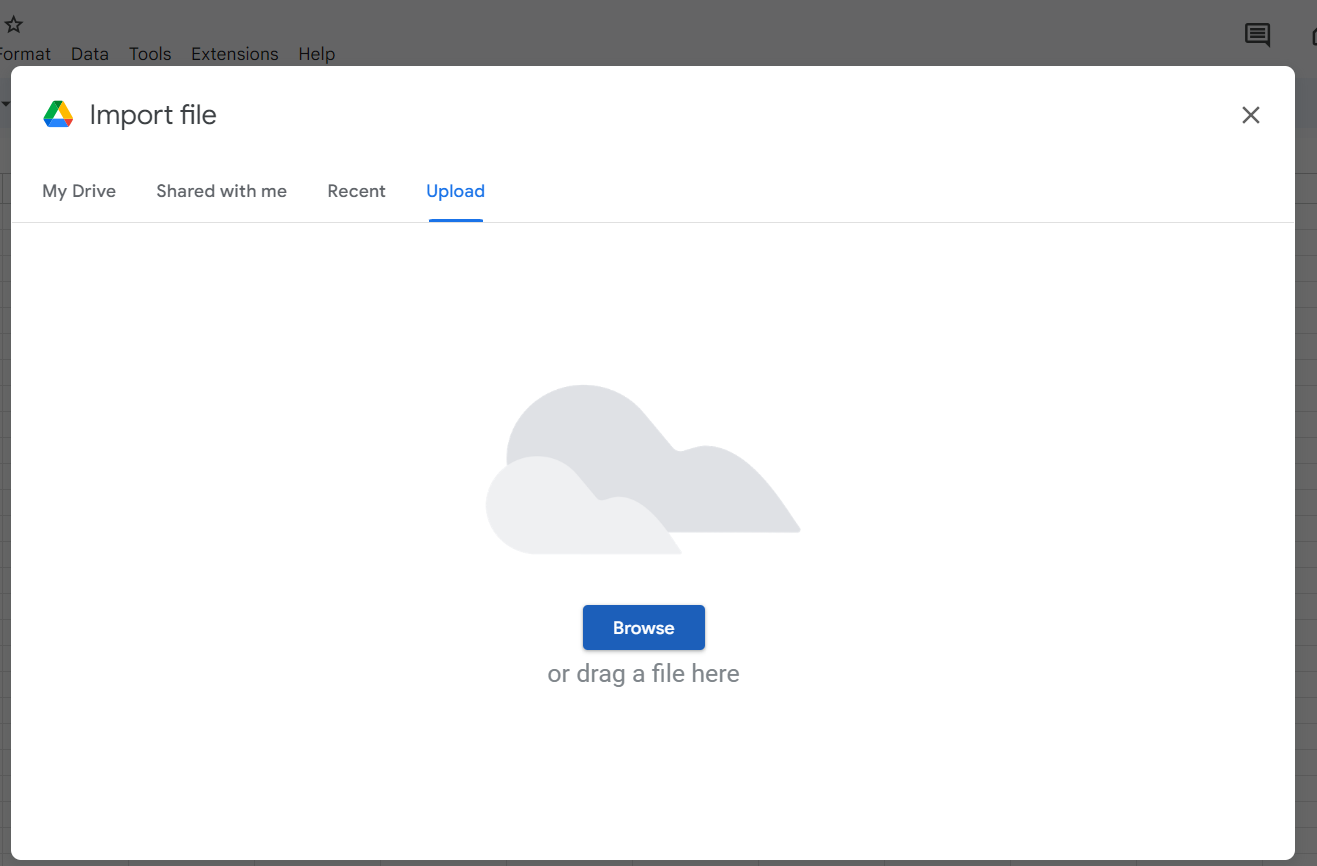 Format Data Tools Extensions Help
Import file
My Drive Shared with me Recent Upload
Browse
or drag a file here